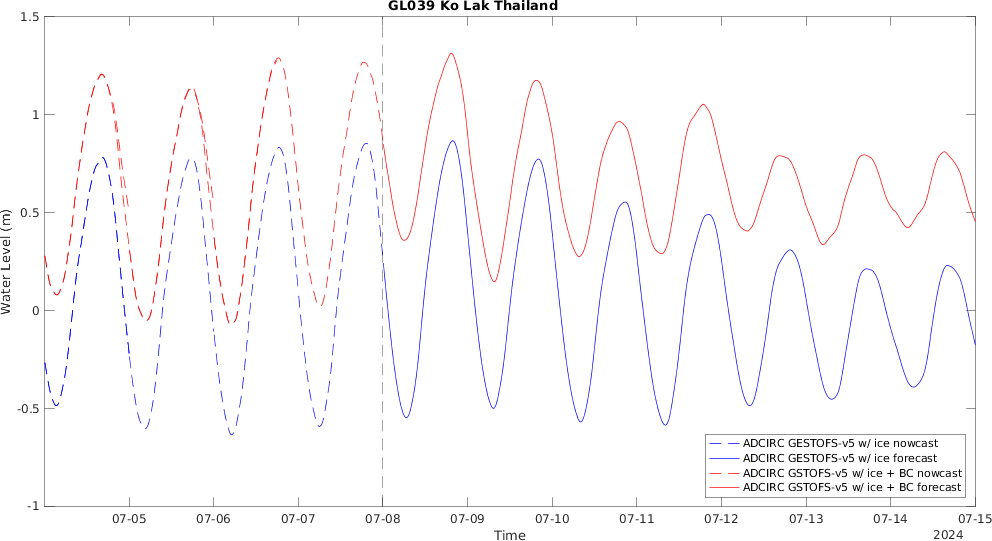 GL039 Ko Lak Thailand
1.5
1
0.5
0
-0.5
-1
Water Level (m)
ADCIRC GESTOFS-v5 w/ ice nowcast
ADCIRC GESTOFS-v5 w/ ice forecast
ADCIRC GSTOFS-v5 w/ ice + BC nowcast
ADCIRC GSTOFS-v5 w/ ice + BC forecast
07-05 07-06 07-07 07-08 07-09 07-10 07-11 07-12 07-13 07-14 07-15
Time
2024